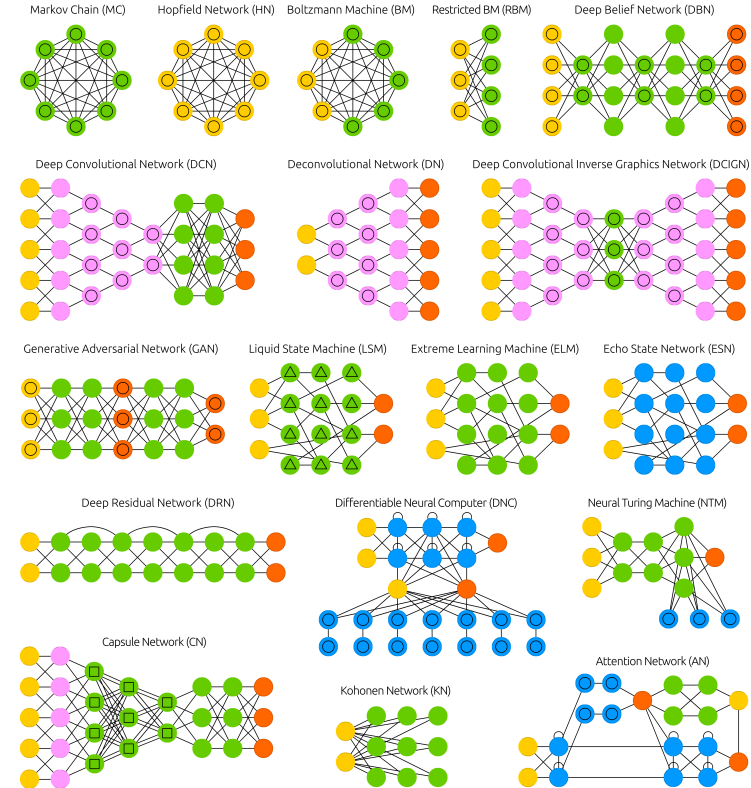 Markov Chain (MC)
Hopfield Network (HN)
Boltzmann Machine (BM)
Restricted BM (RBM)
Deep Belief Network (DBN)
Deep Convolutional Network (DCN)
Deconvolutional Network (DN)
Deep Convolutional Inverse Graphics Network (DCIGN)
Generative Adversarial Network (GAN)
Liquid State Machine (LSM)
Extreme Learning Machine (ELM)
Echo State Network (ESN)
Deep Residual Network (DRN)
Differentiable Neural Computer (DNC)
Neural Turing Machine (NTM)
Capsule Network (CN)
Kohonen Network (KN)
Attention Network (AN)